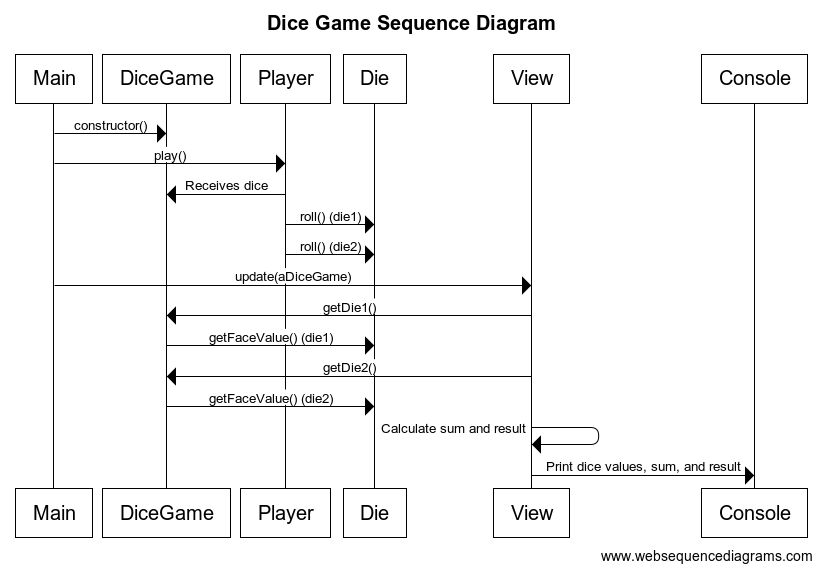 Dice Game Sequence Diagram
Main
DiceGame
Player
Die
View
Console
constructor()
play()
Receives dice
roll() (die1)
roll() (die2)
update(aDiceGame)
getDie1()
getFaceValue() (die1)
getDie2()
getFaceValue() (die2)
Calculate sum and result
Print dice values, sum, and result
Main
DiceGame
Player
Die
View
Console
www.websequencediagrams.com